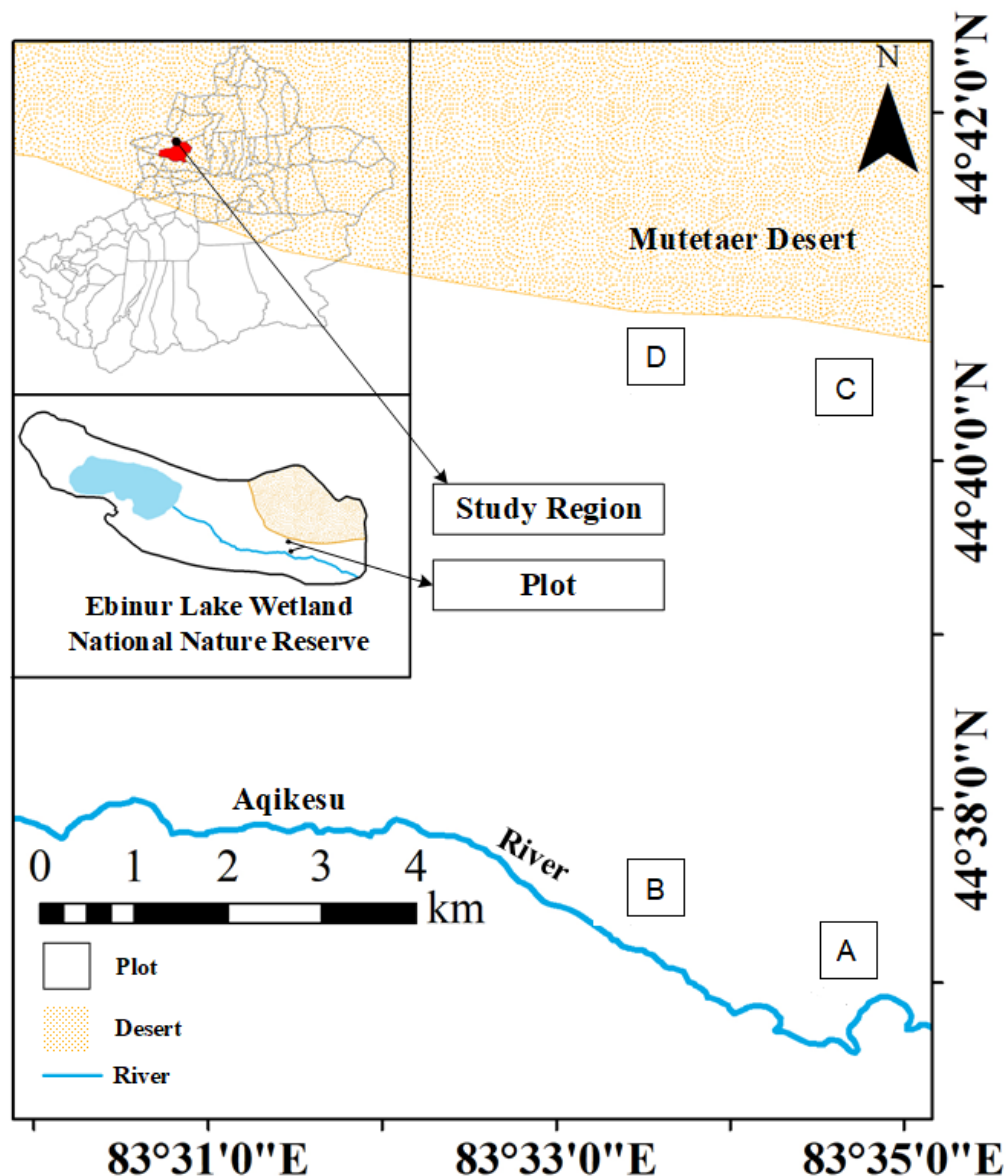 N
44°42'0"N
Mutetaer Desert
D
C
44°40'0"N
Study Region
Plot
Ebinur Lake Wetland
National Nature Reserve
Aqikesu
River
44°38'0"N
0 1 2 3 4
km
B
A
Plot
Desert
River
83°31'0"E 83°33'0"E 83°35'0"E